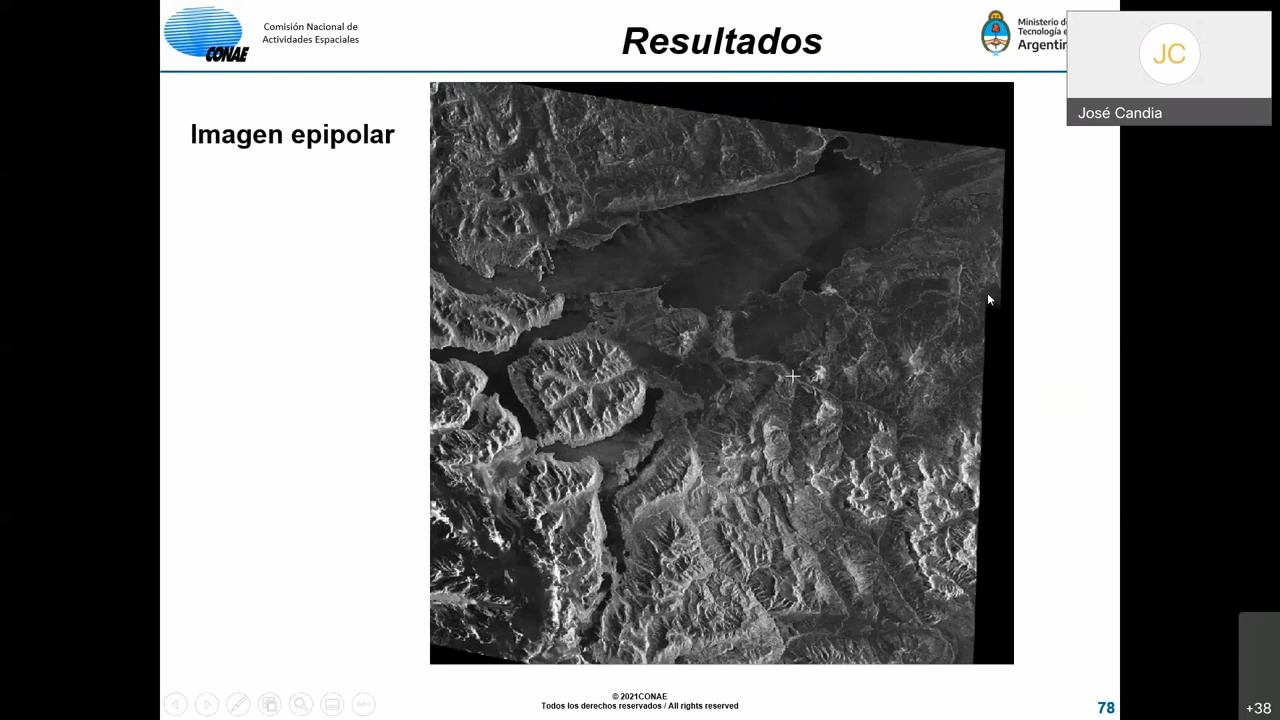 CONAE
Comisión Nacional de
Actividades Espaciales
Resultados
Ministerio de
Tecnología e
Argentin
JC
José Candia
Imagen epipolar
© 2021CONAE
Todos los derechos reservados / All rights reserved
78
+38